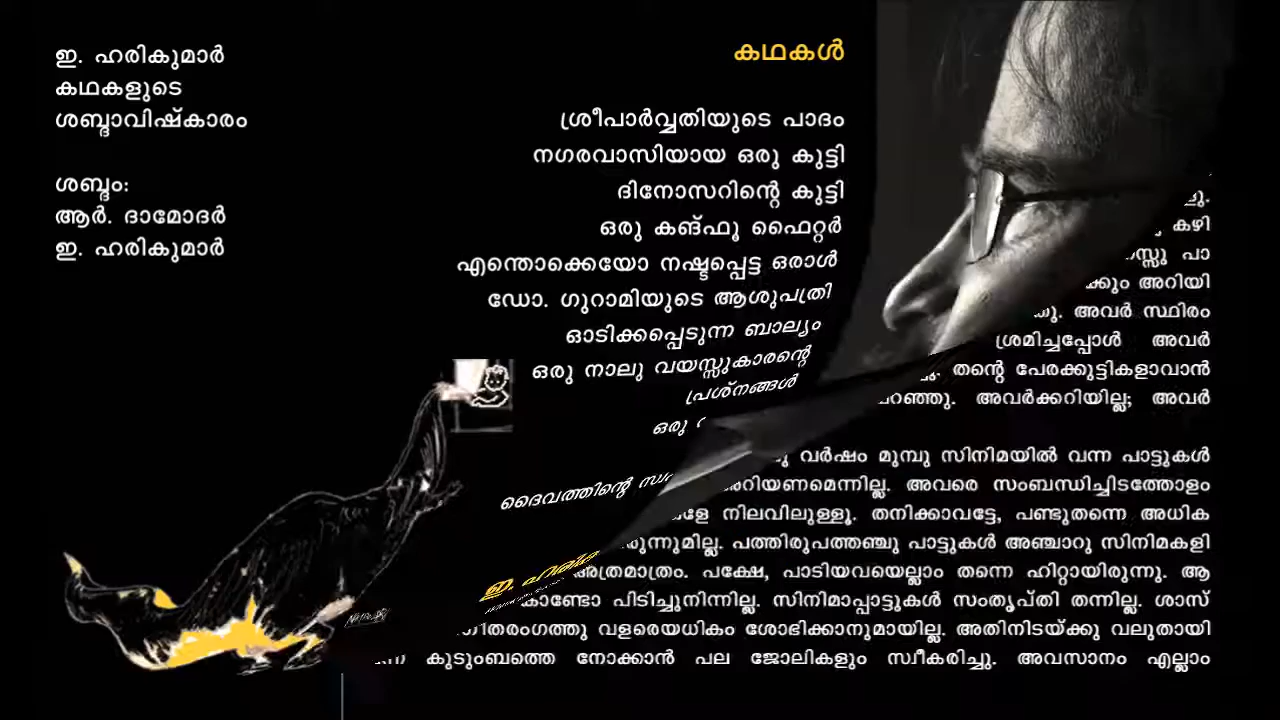 ഇ. ഹരികുമാർ
കഥകളുടെ
ശബ്ദാവിഷ്കാരം
ശബ്ദം:
ആർ. ദാമോദർ
ഇ. ഹരികുമാർ
കഥകൾ
ശ്രീപാർവ്വതിയുടെ പാദം
നഗരവാസിയായ ഒരു കുട്ടി
ദിനോസറിന്റെ കുട്ടി
ഒരു കങ്ഫൂ ഫൈറ്റർ
എന്തൊക്കെയോ നഷ്ടപ്പെട്ട ഒരാൾ
ഡോ. ഗുറാമിയുടെ ആശുപത്രി
ഓടിക്കപ്പെടുന്ന ബാല്യം
ഒരു നാലു വയസ്സുകാരന്റെ
പ്രശ്നങ്ങൾ
ഒരു
ദൈവത്തിന്റെ
ഇ.
കഴി
പാ
അറിയി
അവർ സ്ഥിരം
ശ്രമിച്ചപ്പോൾ അവർ
തന്റെ പേരക്കുട്ടികളാവാൻ
അവർക്കറിയില്ല; അവർ
വർഷം മുമ്പു സിനിമയിൽ വന്ന പാട്ടുകൾ
അറിയണമെന്നില്ല. അവരെ സംബന്ധിച്ചിടത്തോളം
നിലവിലുള്ളൂ. തനിക്കാവട്ടേ, പണ്ടുതന്നെ അധിക
പത്തിരുപത്തഞ്ചു പാട്ടുകൾ അഞ്ചാറു സിനിമകളി
അത്രമാത്രം. പക്ഷേ, പാടിയവയെല്ലാം തന്നെ ഹിറ്റായിരുന്നു. ആ
പിടിച്ചുനിന്നില്ല. സിനിമാപ്പാട്ടുകൾ സംതൃപ്തി തന്നില്ല. ശാസ്
വളരെയധികം ശോഭിക്കാനുമായില്ല. അതിനിടയ്ക്കു വലുതായി
കുടുംബത്തെ നോക്കാൻ പല ജോലികളും സ്വീകരിച്ചു. അവസാനം എല്ലാം